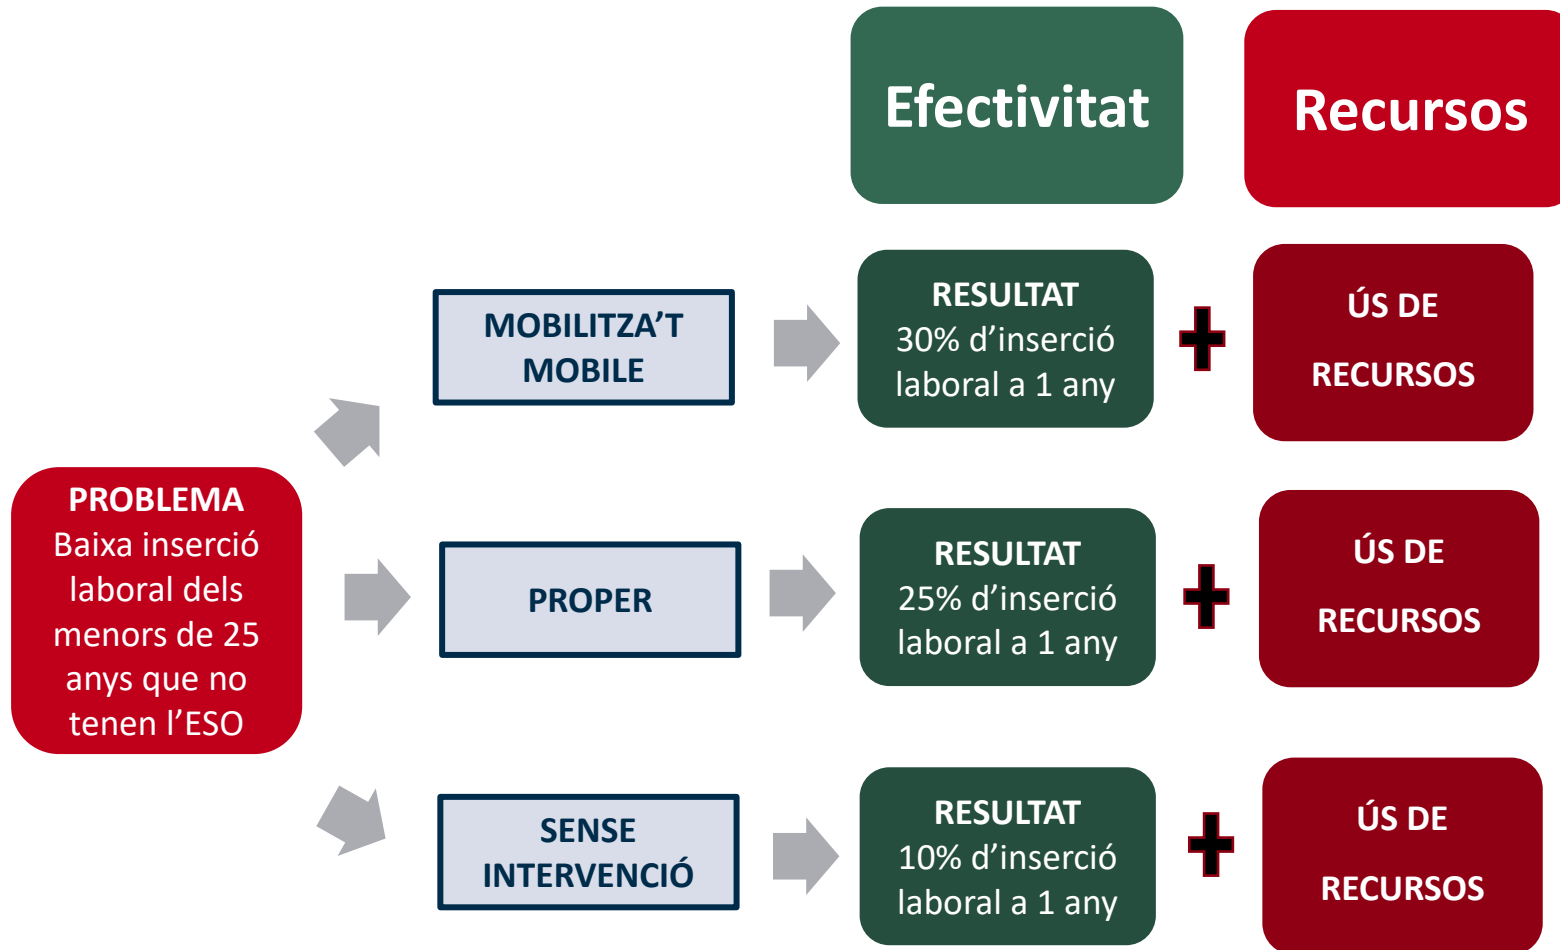 Efectivitat
Recursos
MOBILITZA’T
MOBILE
RESULTAT
30% d’inserció
laboral a 1 any
ÚS DE
RECURSOS
PROBLEMA
Baixa inserció
laboral dels
menors de 25
anys que no
tenen l’ESO
PROPER
RESULTAT
25% d’inserció
laboral a 1 any
ÚS DE
RECURSOS
SENSE
INTERVENCIÓ
RESULTAT
10% d’inserció
laboral a 1 any
ÚS DE
RECURSOS